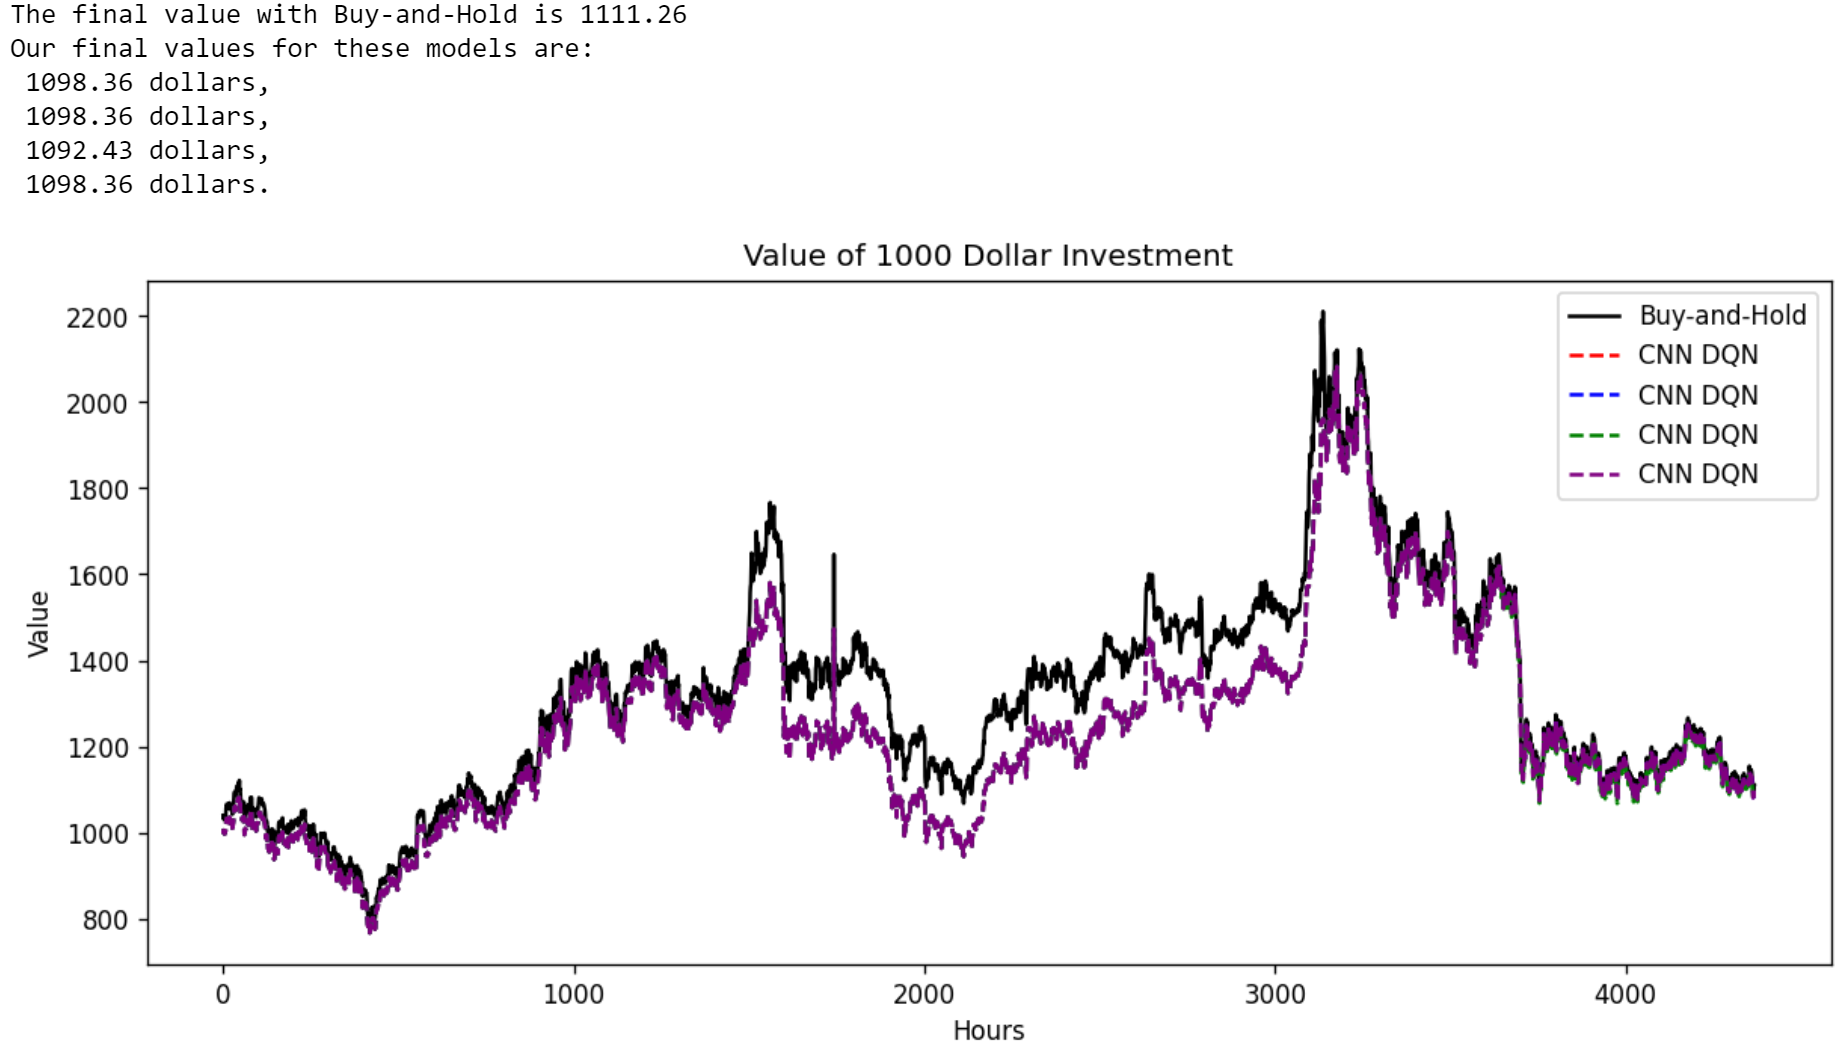 The final value with Buy-and-Hold is 1111.26
Our final values for these models are:
1098.36 dollars,
1098.36 dollars,
1092.43 dollars,
1098.36 dollars.
Value of 1000 Dollar Investment
Buy-and-Hold
CNN DQN
CNN DQN
CNN DQN
CNN DQN
2200
2000
1800
1600
1400
1200
1000
800
Value
0 1000 2000 3000 4000
Hours